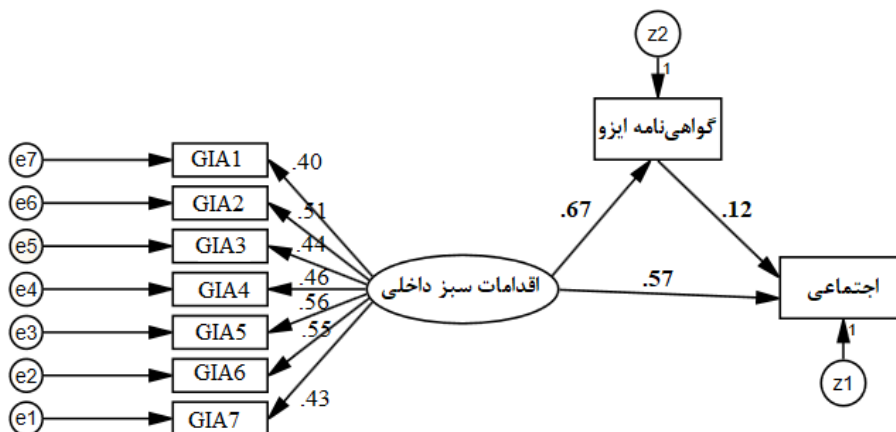 z2
1
گواهی‌نامه ایزو
e7
GIA1
.40
e6
GIA2
.51
.67
.12
e5
GIA3
.44
e4
GIA4
.46
اقدامات سبز داخلی
.57
اجتماعی
e3
GIA5
.56
1
e2
GIA6
.55
z1
e1
GIA7
.43